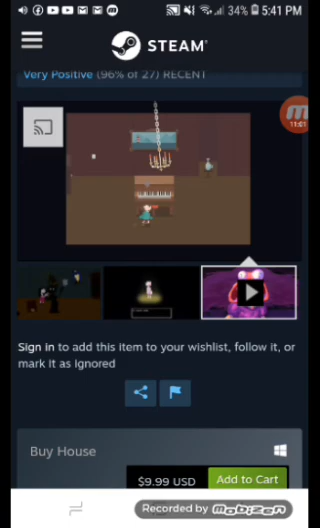 34% 5:41 PM
STEAM®
Very Positive (96% of 27) RECENT
11:01
Sign in to add this item to your wishlist, follow it, or
mark it as ignored
Buy House
$9.99 USD
Add to Cart
Recorded by mobizen